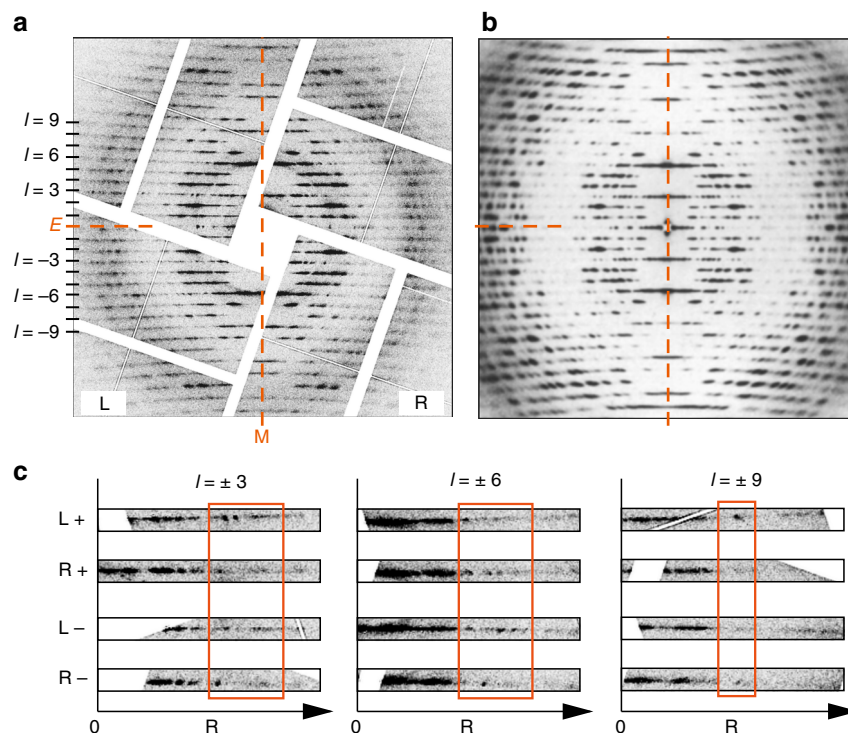 a
b
l = 9
l = 6
l = 3
E
l = −3
l = −6
l = −9
L
R
M
c
l = ± 3
l = ± 6
l = ± 9
L +
R +
L −
R −
0
R
0
R
0
R